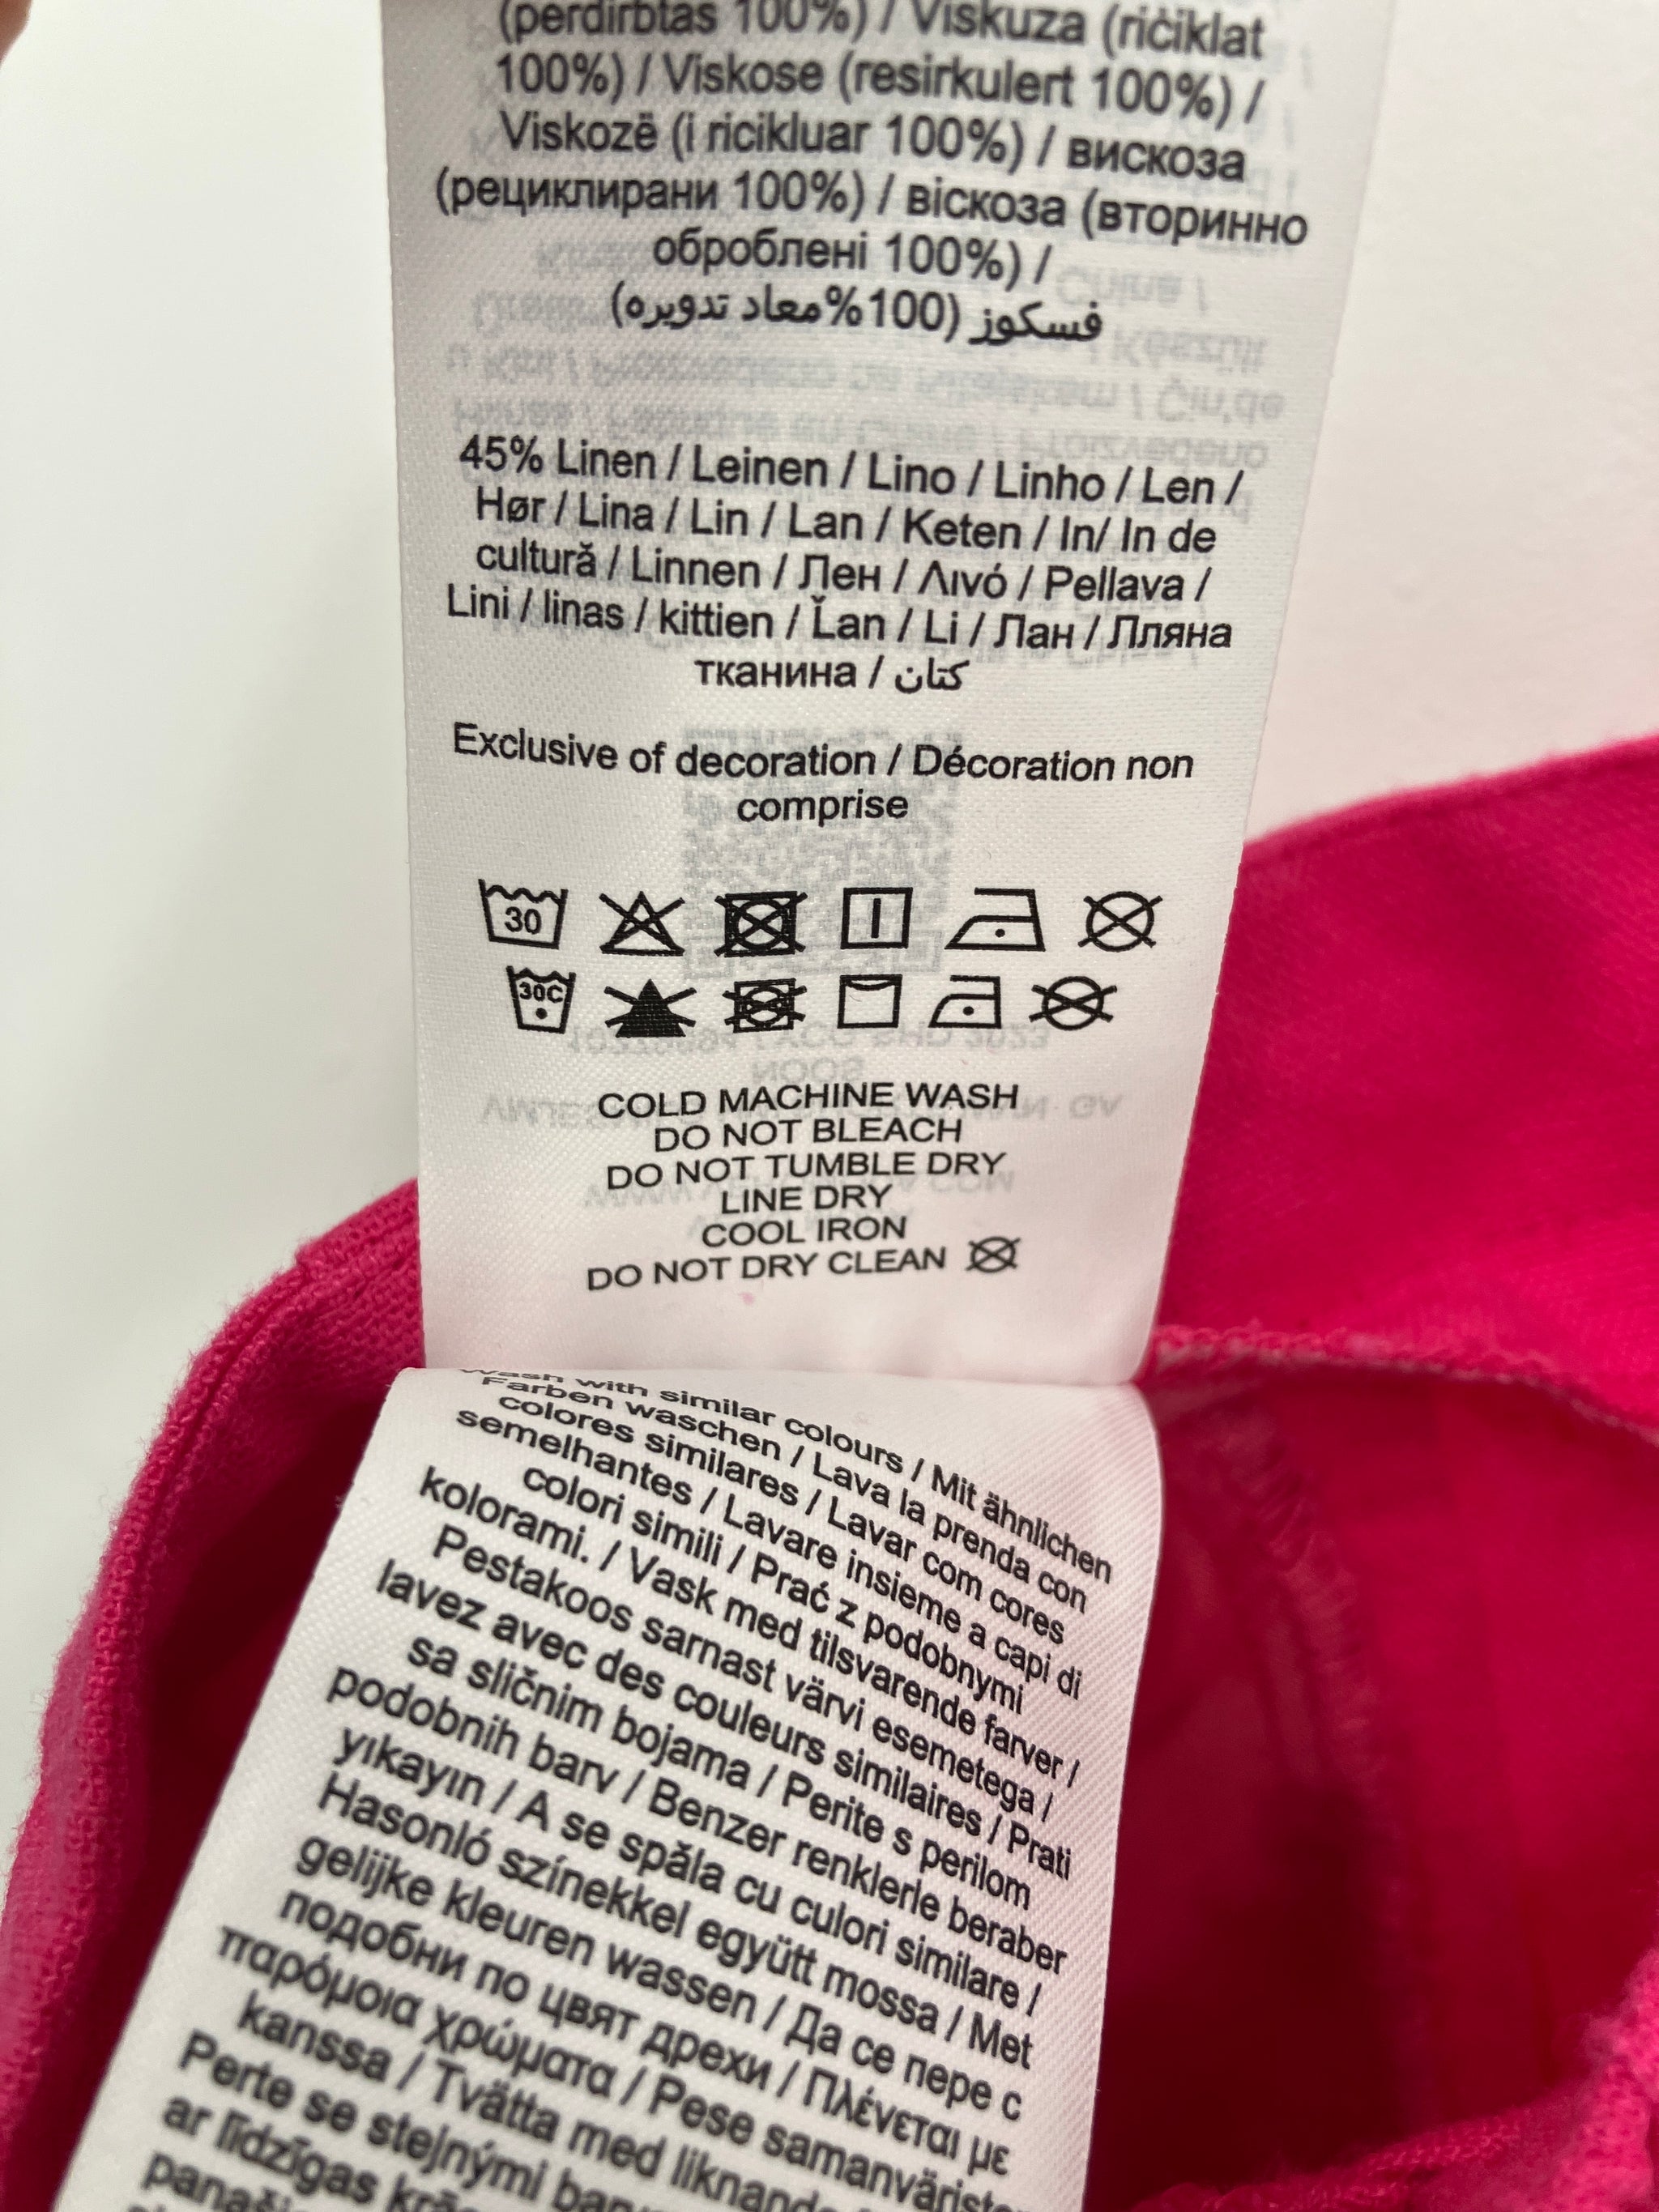 (perdirbtas 100%) / Viskuza (riċiklat
100%) / Viskose (resirkulert 100%) /
Viskozë (i ricikluar 100%) / вискоза
(рециклирани 100%) / віскоза (вторинно
оброблені 100%) /
فسكوز (100%معاد تدويره)
45% Linen / Leinen / Lino / Linho / Len /
Hør / Lina / Lin / Lan / Keten / In/ In de
cultură / Linnen / Лен / Λινό / Pellava /
Lini / linas / kittien / Ľan / Li / Лан / Лляна
тканина / كتان
Exclusive of decoration / Décoration non
comprise
30
30C
COLD MACHINE WASH
DO NOT BLEACH
DO NOT TUMBLE DRY
LINE DRY
COOL IRON
DO NOT DRY CLEAN
Wash with similar colours / Mit ähnlichen
Farben waschen / Lava la prenda con
colores similares / Lavar com cores
semelhantes / Lavare insieme a capi di
colori simili / Prać z podobnymi
kolorami. / Vask med tilsvarende farver /
Pestakoos sarnast värvi esemetega /
lavez avec des couleurs similaires / Prati
sa sličnim bojama / Perite s perilom
podobnih barv / Benzer renklerle beraber
yıkayın / A se spăla cu culori similare /
Hasonló színekkel együtt mossa / Met
gelijke kleuren wassen / Да се пере с
подобни по цвят дрехи / Πλένεται με
παρόμοια χρώματα / Pese samanväristen
kanssa / Tvätta med liknande
Perte se stejnými
ar līdzīgas